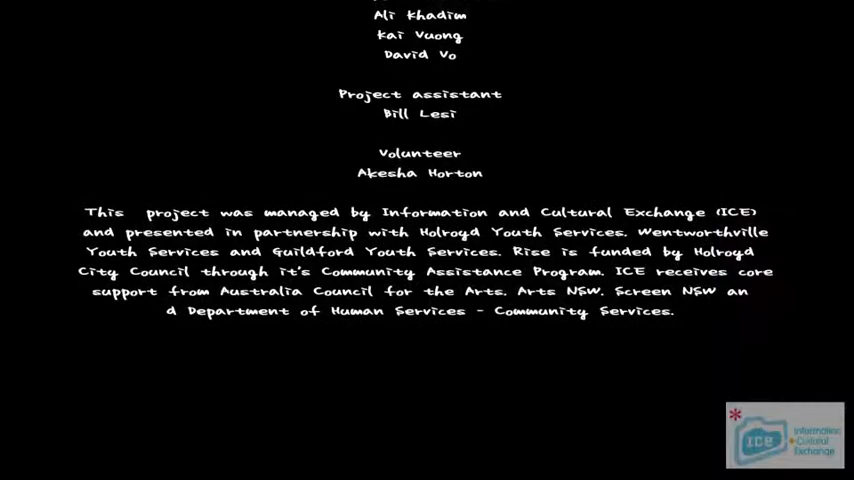 Ali Khadim
Kai Vuong
David Vo
Project assistant
Bill Lesi
Volunteer
Akesha Horton
This project was managed by Information and Cultural Exchange (ICE)
and presented in partnership with Holroyd Youth Services. Wentworthville
Youth Services and Guildford Youth Services. Rise is funded by Holroyd
City Council through it's Community Assistance Program. ICE receives core
support from Australia Council for the Arts. Arts NSW. Screen NSW an
d Department of Human Services - Community Services.
* ICE
Information
Cultural
Exchange